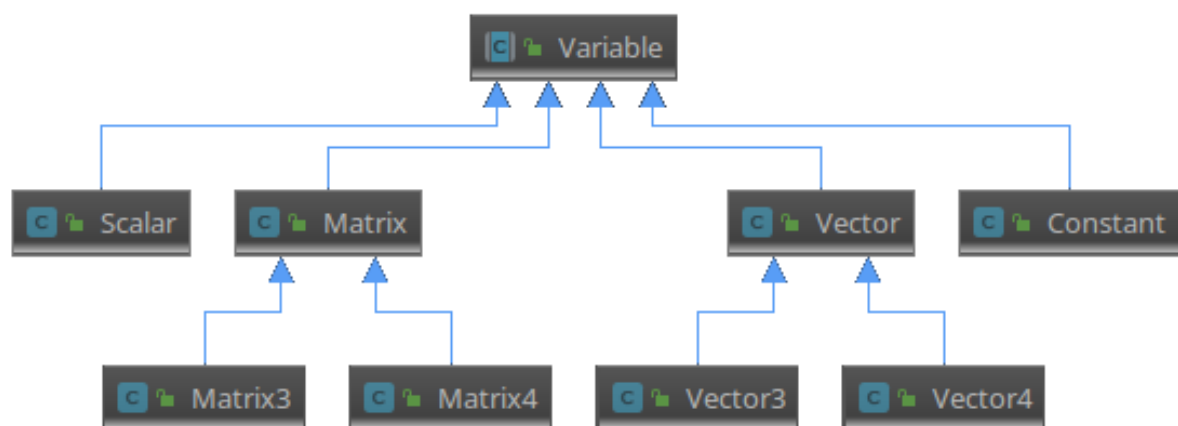 C Variable
C Scalar
C Matrix
C Vector
C Constant
C Matrix3
C Matrix4
C Vector3
C Vector4